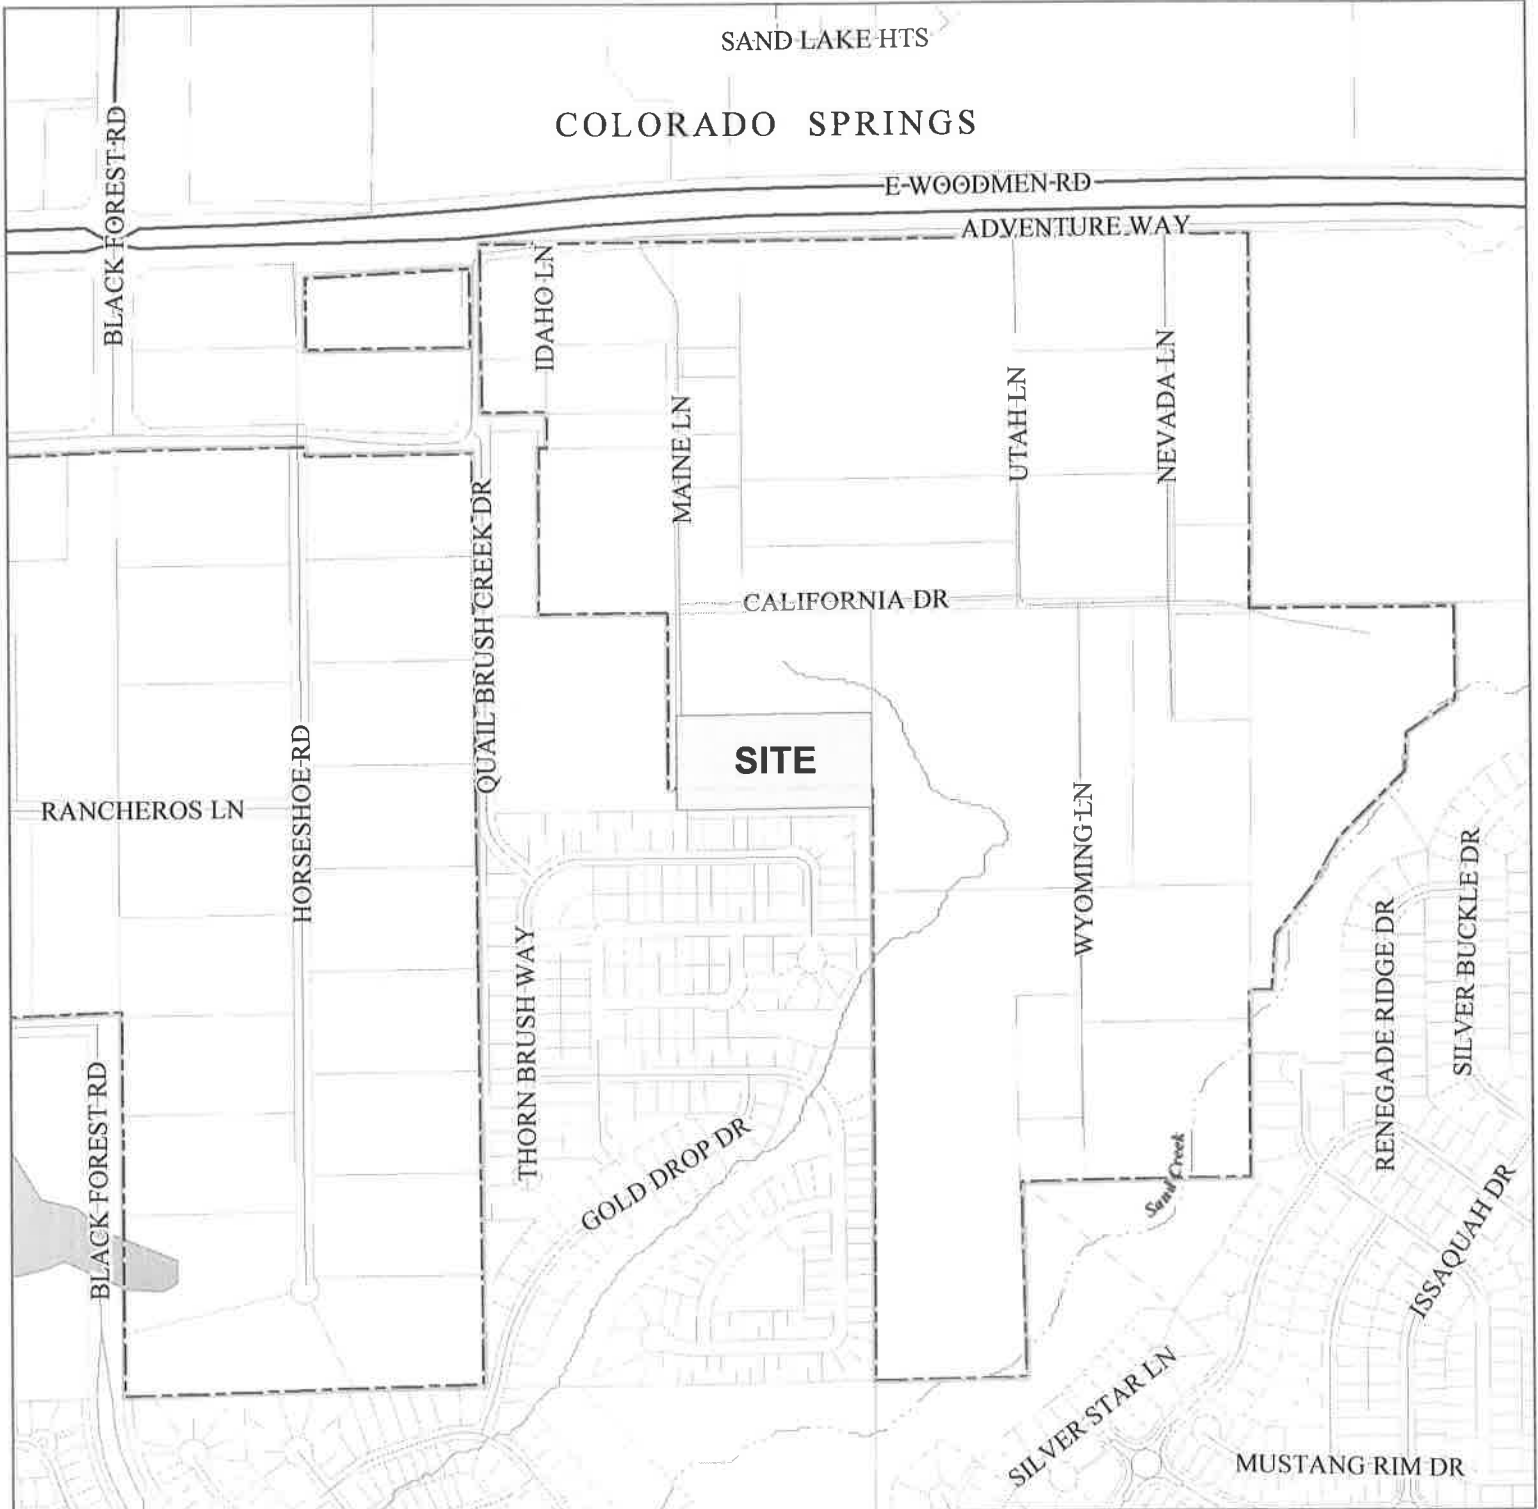 SAND LAKE HTS
COLORADO SPRINGS
E WOODMEN RD
ADVENTURE WAY
BLACK FOREST RD
IDAHO LN
MAINE LN
UTAH LN
NEVADA LN
QUAIL BRUSH CREEK DR
CALIFORNIA DR
HORSESHOE RD
SITE
RANCHEROS LN
WYOMING LN
SILVER BUCKLE DR
RENEGADE RIDGE DR
THORN BRUSH WAY
BLACK FOREST RD
GOLD DROP DR
Sand Creek
ISSAQUAH DR
SILVER STAR LN
MUSTANG RIM DR